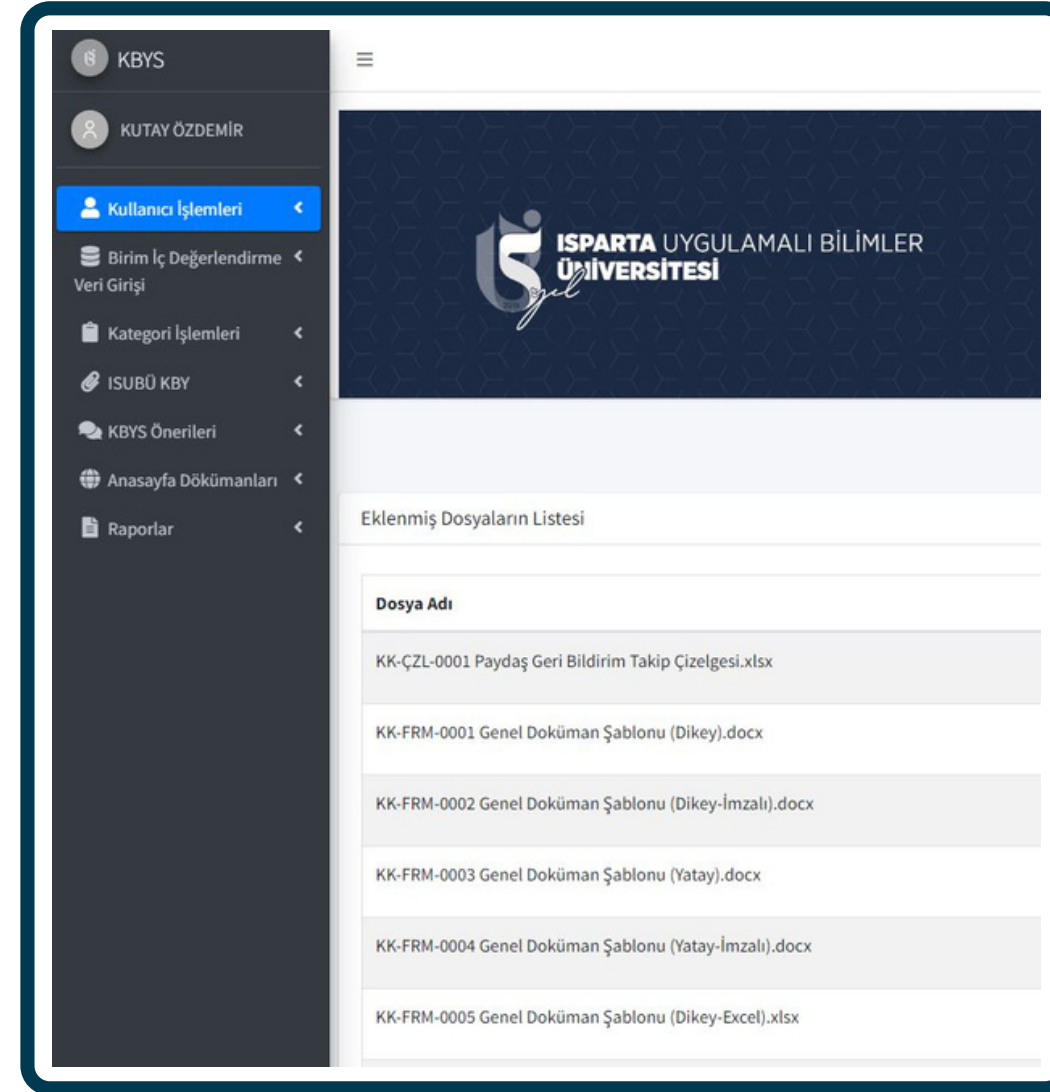 KBYS
KUTAY ÖZDEMİR
Kullanıcı İşlemleri
Birim İç Değerlendirme
Veri Girişi
Kategori İşlemleri
ISUBÜ KBY
KBYS Önerileri
Anasayfa Dökümanları
Raporlar
ISPARTA UYGULAMALI BİLİMLER
ÜNİVERSİTESİ
5.yıl
Eklenmiş Dosyaların Listesi
Dosya Adı
KK-ÇZL-0001 Paydaş Geri Bildirim Takip Çizelgesi.xlsx
KK-FRM-0001 Genel Doküman Şablonu (Dikey).docx
KK-FRM-0002 Genel Doküman Şablonu (Dikey-İmzalı).docx
KK-FRM-0003 Genel Doküman Şablonu (Yatay).docx
KK-FRM-0004 Genel Doküman Şablonu (Yatay-İmzalı).docx
KK-FRM-0005 Genel Doküman Şablonu (Dikey-Excel).xlsx